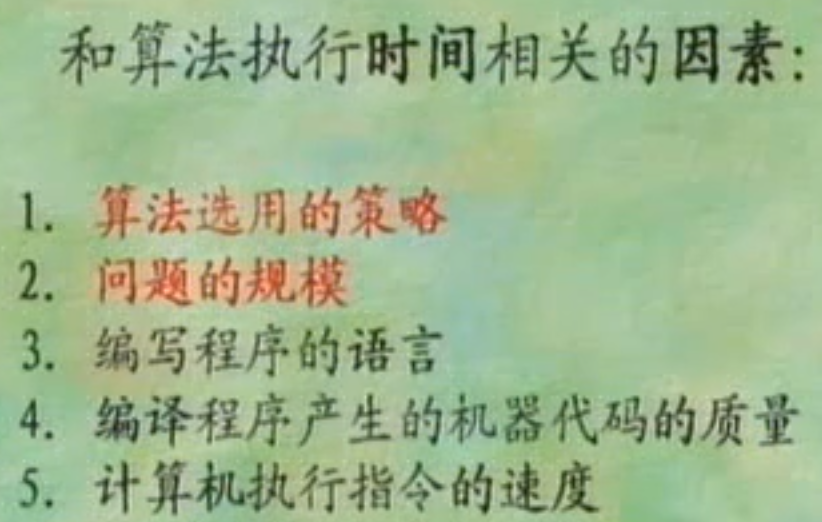 和算法执行时间相关的因素:
1. 算法选用的策略
2. 问题的规模
3. 编写程序的语言
4. 编译程序产生的机器代码的质量
5. 计算机执行指令的速度